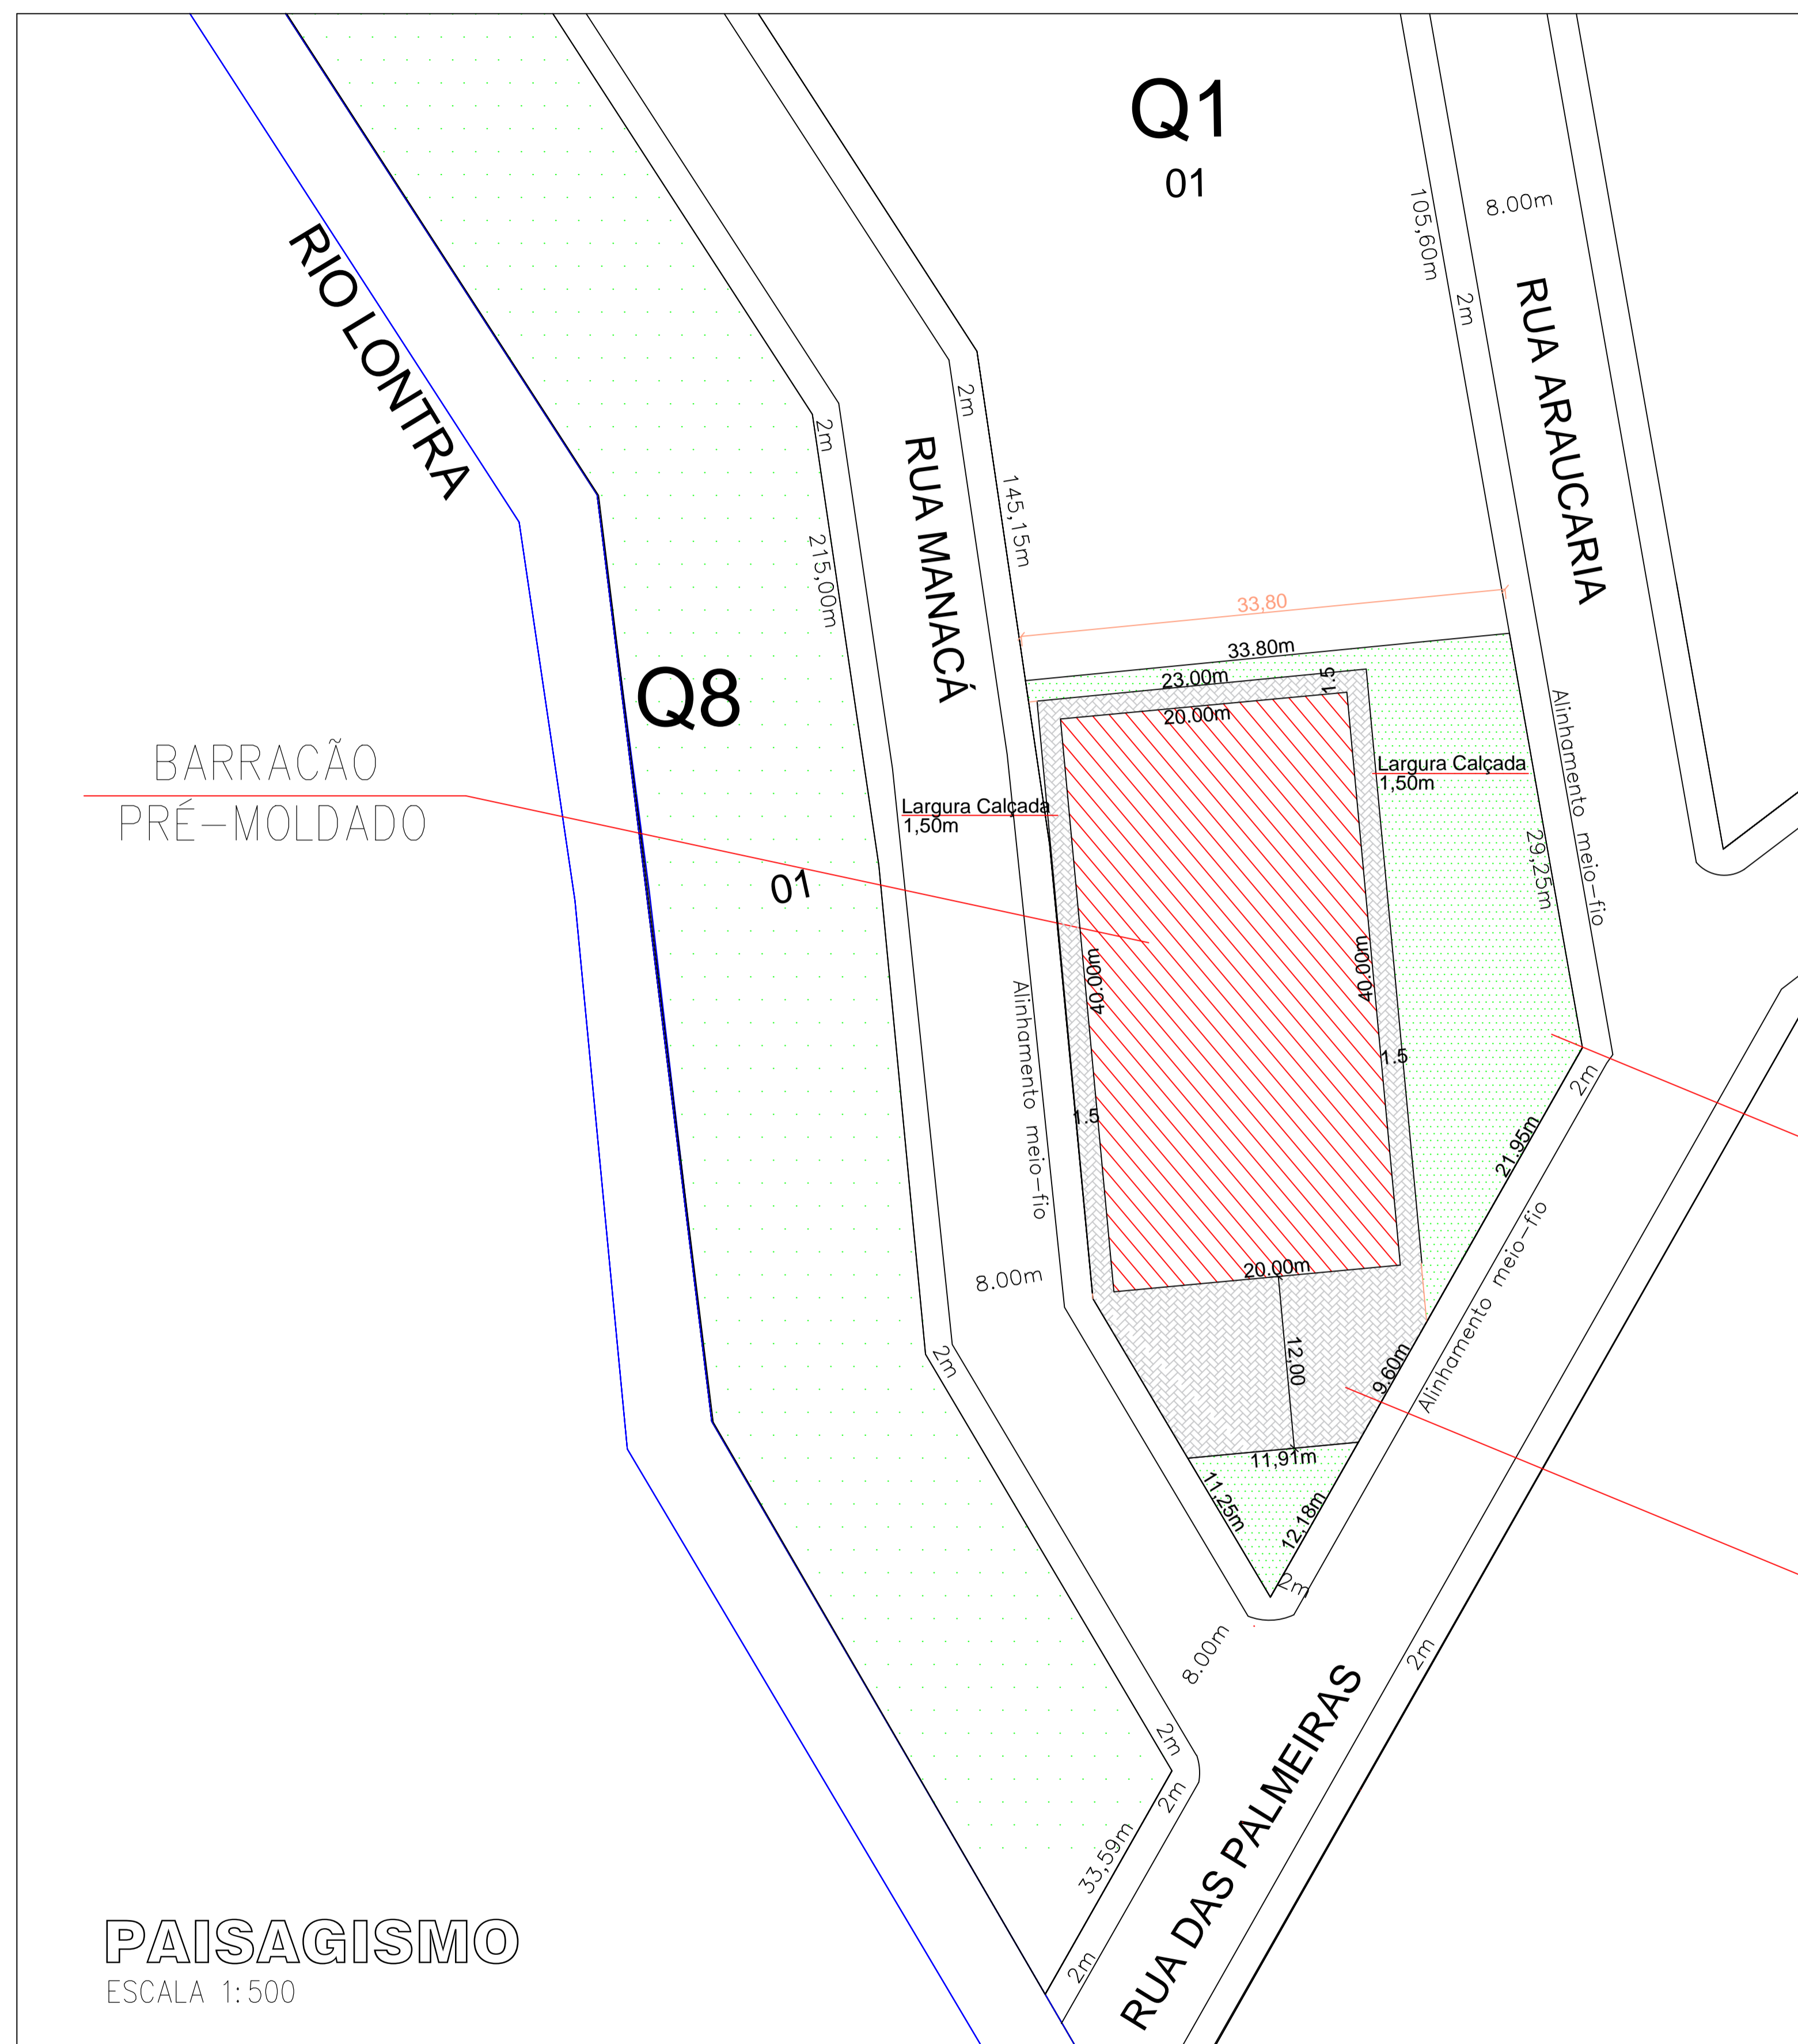 Q1
01
8.00m
105,60m
2m
RUA ARAUCARIA
RIO LONTRA
2m
2m
RUA MANACÁ
145,15m
215,00m
33,80
33.80m
23.00m
1.5
20.00m
Q8
01
BARRACÃO
PRÉ-MOLDADO
Largura Calçada
1,50m
Largura Calçada
1,50m
Alinhamento meio-fio
29,25m
40.00m
40.00m
Alinhamento meio-fio
1.5
1.5
2m
21,95m
Alinhamento meio-fio
8.00m
20.00m
12,00
9,60m
2m
11,91m
11,25m
12,18m
2m
8.00m
2m
RUA DAS PALMEIRAS
2m
2m
33,59m
2m
PAISAGISMO
ESCALA 1:500